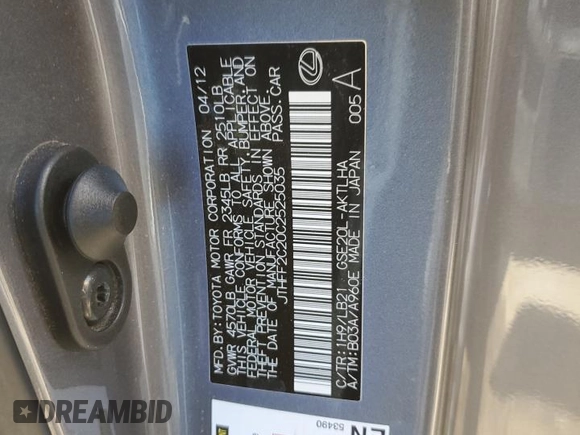 MFD BY:TOYOTA MOTOR CORPORATION 04/12
GVWR 4570LB GAWR FR 2345LB RR 2510LB
THIS VEHICLE CONFORMS TO ALL APPLICABLE
FEDERAL MOTOR VEHICLE SAFETY, BUMPER, AND
THEFT PREVENTION STANDARDS IN EFFECT ON
THE DATE OF MANUFACTURE SHOWN ABOVE.
JTHFF2C20C2525035 PASS.CAR
C/TR:1H9/LB21 GSE20L-AKTLHA
A/TM:B03A/A960E MADE IN JAPAN 005 A
EN
53490
DREAMBID